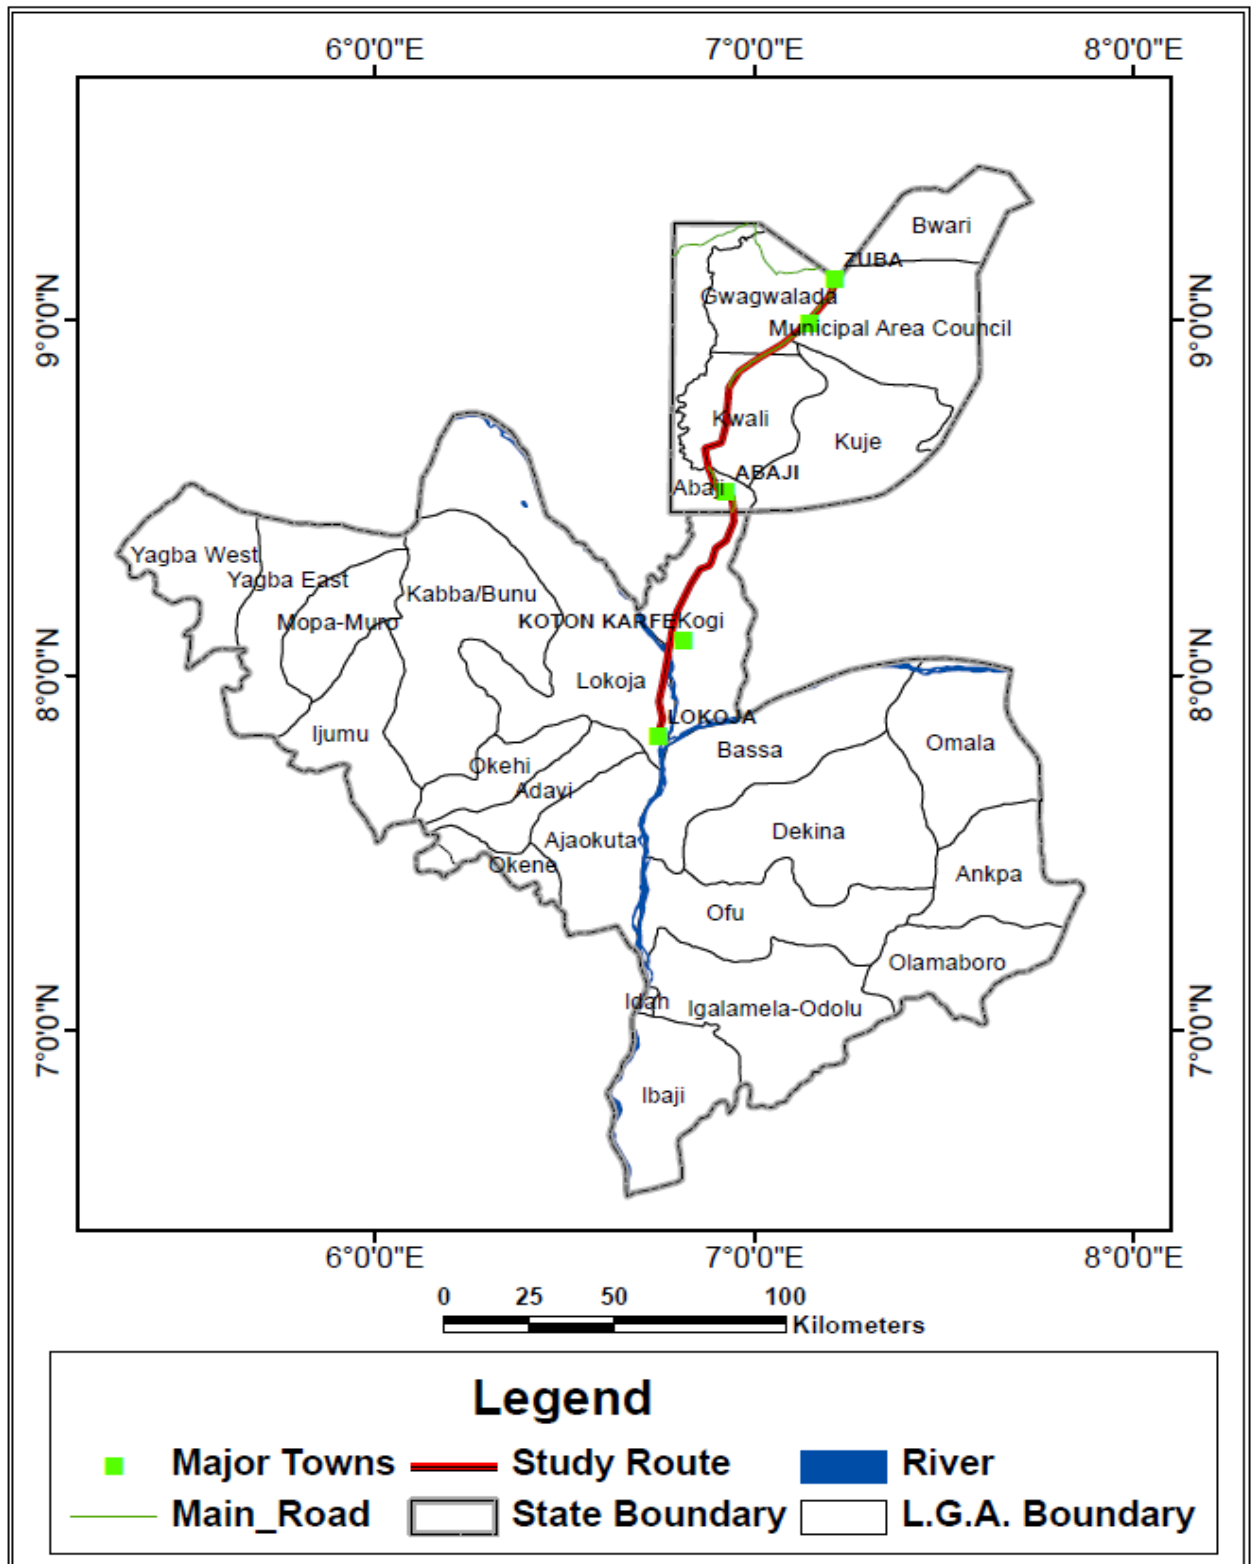 6°0'0"E 7°0'0"E 8°0'0"E
Bwari
ZUBA
9°0'0"N
Gwagwalada
9°0'0"N
Municipal Area Council
Kwali
Kuje
ABAJI
Abaji
Yagba West
Yagba East
Kabba/Bunu
Mopa-Muro
KOTON KARFE
Kogi
8°0'0"N
Lokoja
8°0'0"N
LOKOJA
Ijumu
Bassa
Omala
Okehi
Adavi
Dekina
Ajaokuta
Okene
Ankpa
Ofu
Olamaboro
Idah
Igalamela-Odolu
7°0'0"N
7°0'0"N
Ibaji
6°0'0"E 7°0'0"E 8°0'0"E
0 25 50 100
Kilometers
Legend
Major Towns Study Route River
Main_Road State Boundary L.G.A. Boundary